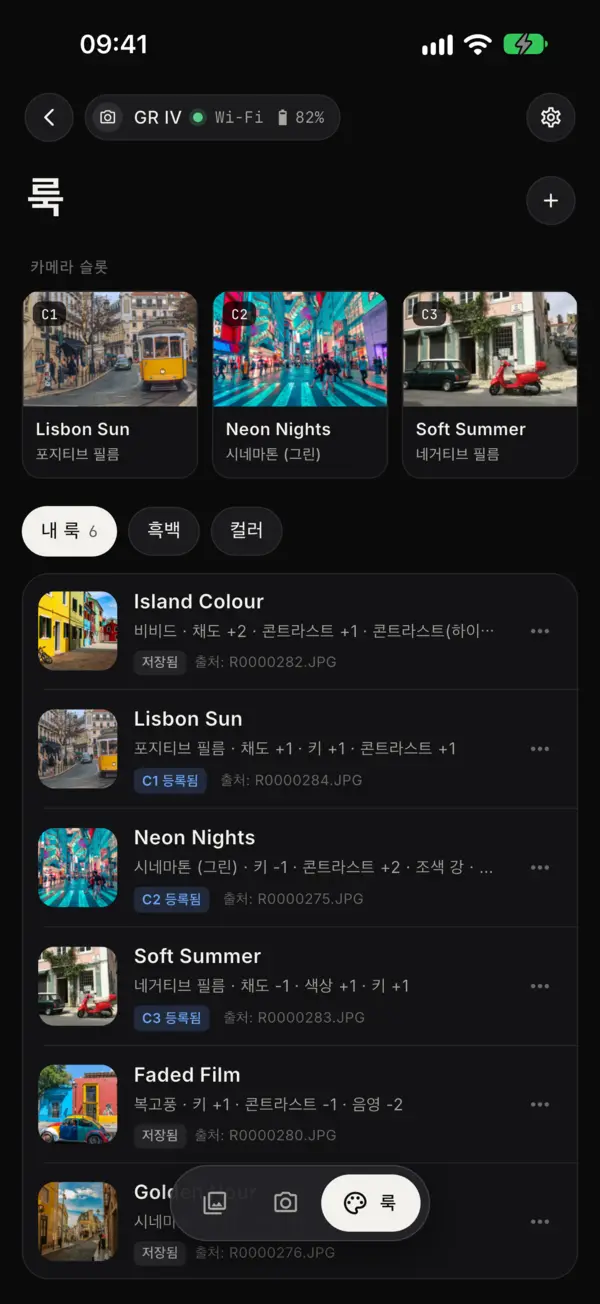 09:41
GR IV Wi-Fi 82%
룩
카메라 슬롯
C1
C2
C3
Lisbon Sun
포지티브 필름
Neon Nights
시네마톤 (그린)
Soft Summer
네거티브 필름
내 룩 6
흑백
컬러
Island Colour
비비드 · 채도 +2 · 콘트라스트 +1 · 콘트라스트(하이…
저장됨 출처: R0000282.JPG
Lisbon Sun
포지티브 필름 · 채도 +1 · 키 +1 · 콘트라스트 +1
C1 등록됨 출처: R0000284.JPG
Neon Nights
시네마톤 (그린) · 키 -1 · 콘트라스트 +2 · 조색 강 · …
C2 등록됨 출처: R0000275.JPG
Soft Summer
네거티브 필름 · 채도 -1 · 색상 +1 · 키 +1
C3 등록됨 출처: R0000283.JPG
Faded Film
복고풍 · 키 +1 · 콘트라스트 -1 · 음영 -2
저장됨 출처: R0000280.JPG
Golden Hour
시네마
룩
저장됨 출처: R0000276.JPG